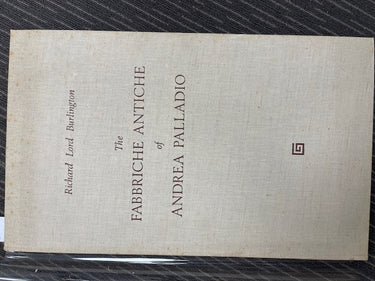 Richard Lord Burlington
The
FABBRICHE ANTICHE
of
ANDREA PALLADIO